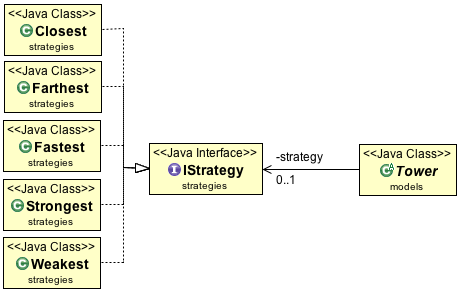 <<Java Class>>
Closest
strategies
<<Java Class>>
Farthest
strategies
<<Java Class>>
Fastest
strategies
<<Java Class>>
Strongest
strategies
<<Java Class>>
Weakest
strategies
<<Java Interface>>
IStrategy
strategies
-strategy
0..1
<<Java Class>>
Tower
models